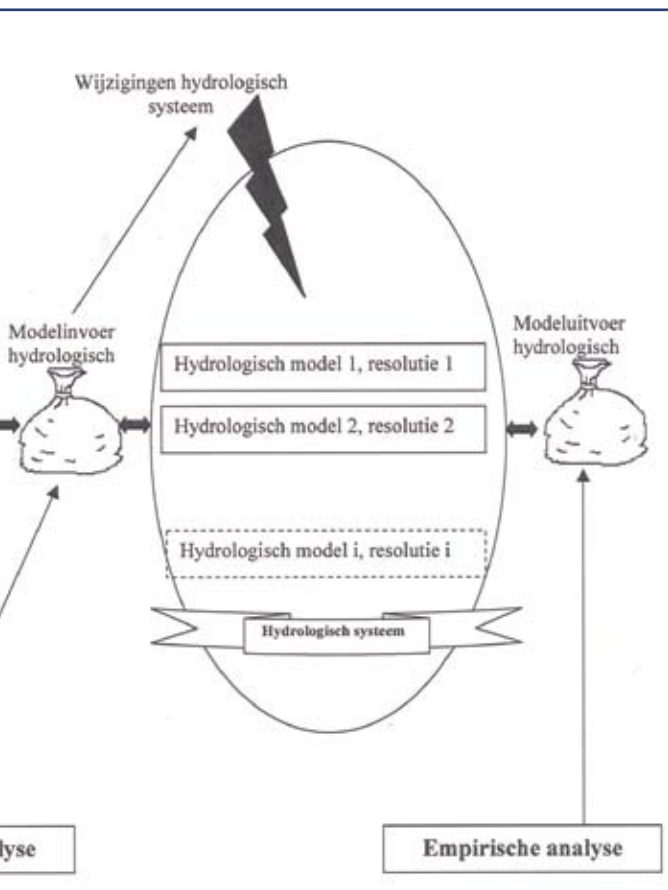 Wijzigingen hydrologisch
systeem
Modelinvoer
hydrologisch
Modeluitvoer
hydrologisch
Hydrologisch model 1, resolutie 1
Hydrologisch model 2, resolutie 2
Hydrologisch model i, resolutie i
Hydrologisch systeem
lyse
Empirische analyse